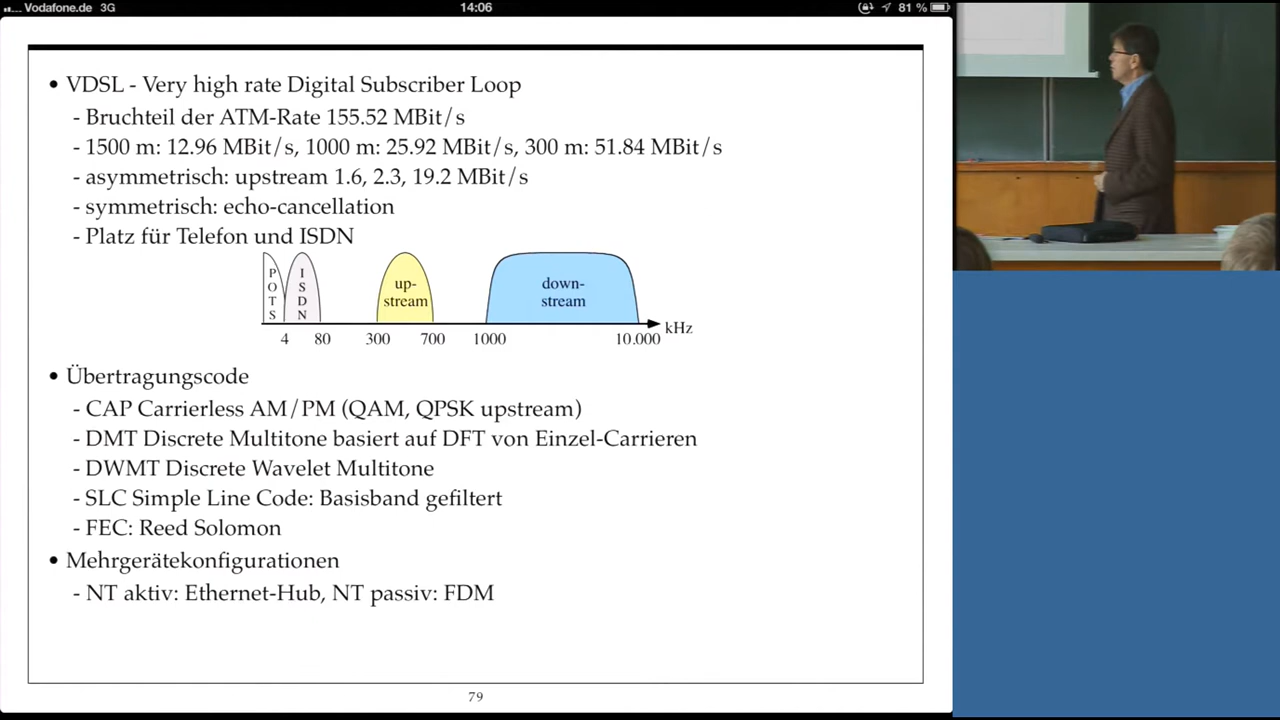 Vodafone.de 3G 14:06 81 %
• VDSL - Very high rate Digital Subscriber Loop
- Bruchteil der ATM-Rate 155.52 MBit/s
- 1500 m: 12.96 MBit/s, 1000 m: 25.92 MBit/s, 300 m: 51.84 MBit/s
- asymmetrisch: upstream 1.6, 2.3, 19.2 MBit/s
- symmetrisch: echo-cancellation
- Platz für Telefon und ISDN
POTS
ISDN
up-
stream
down-
stream
kHz
4 80 300 700 1000 10.000
• Übertragungscode
- CAP Carrierless AM/PM (QAM, QPSK upstream)
- DMT Discrete Multitone basiert auf DFT von Einzel-Carrieren
- DWMT Discrete Wavelet Multitone
- SLC Simple Line Code: Basisband gefiltert
- FEC: Reed Solomon
• Mehrgerätekonfigurationen
- NT aktiv: Ethernet-Hub, NT passiv: FDM
79